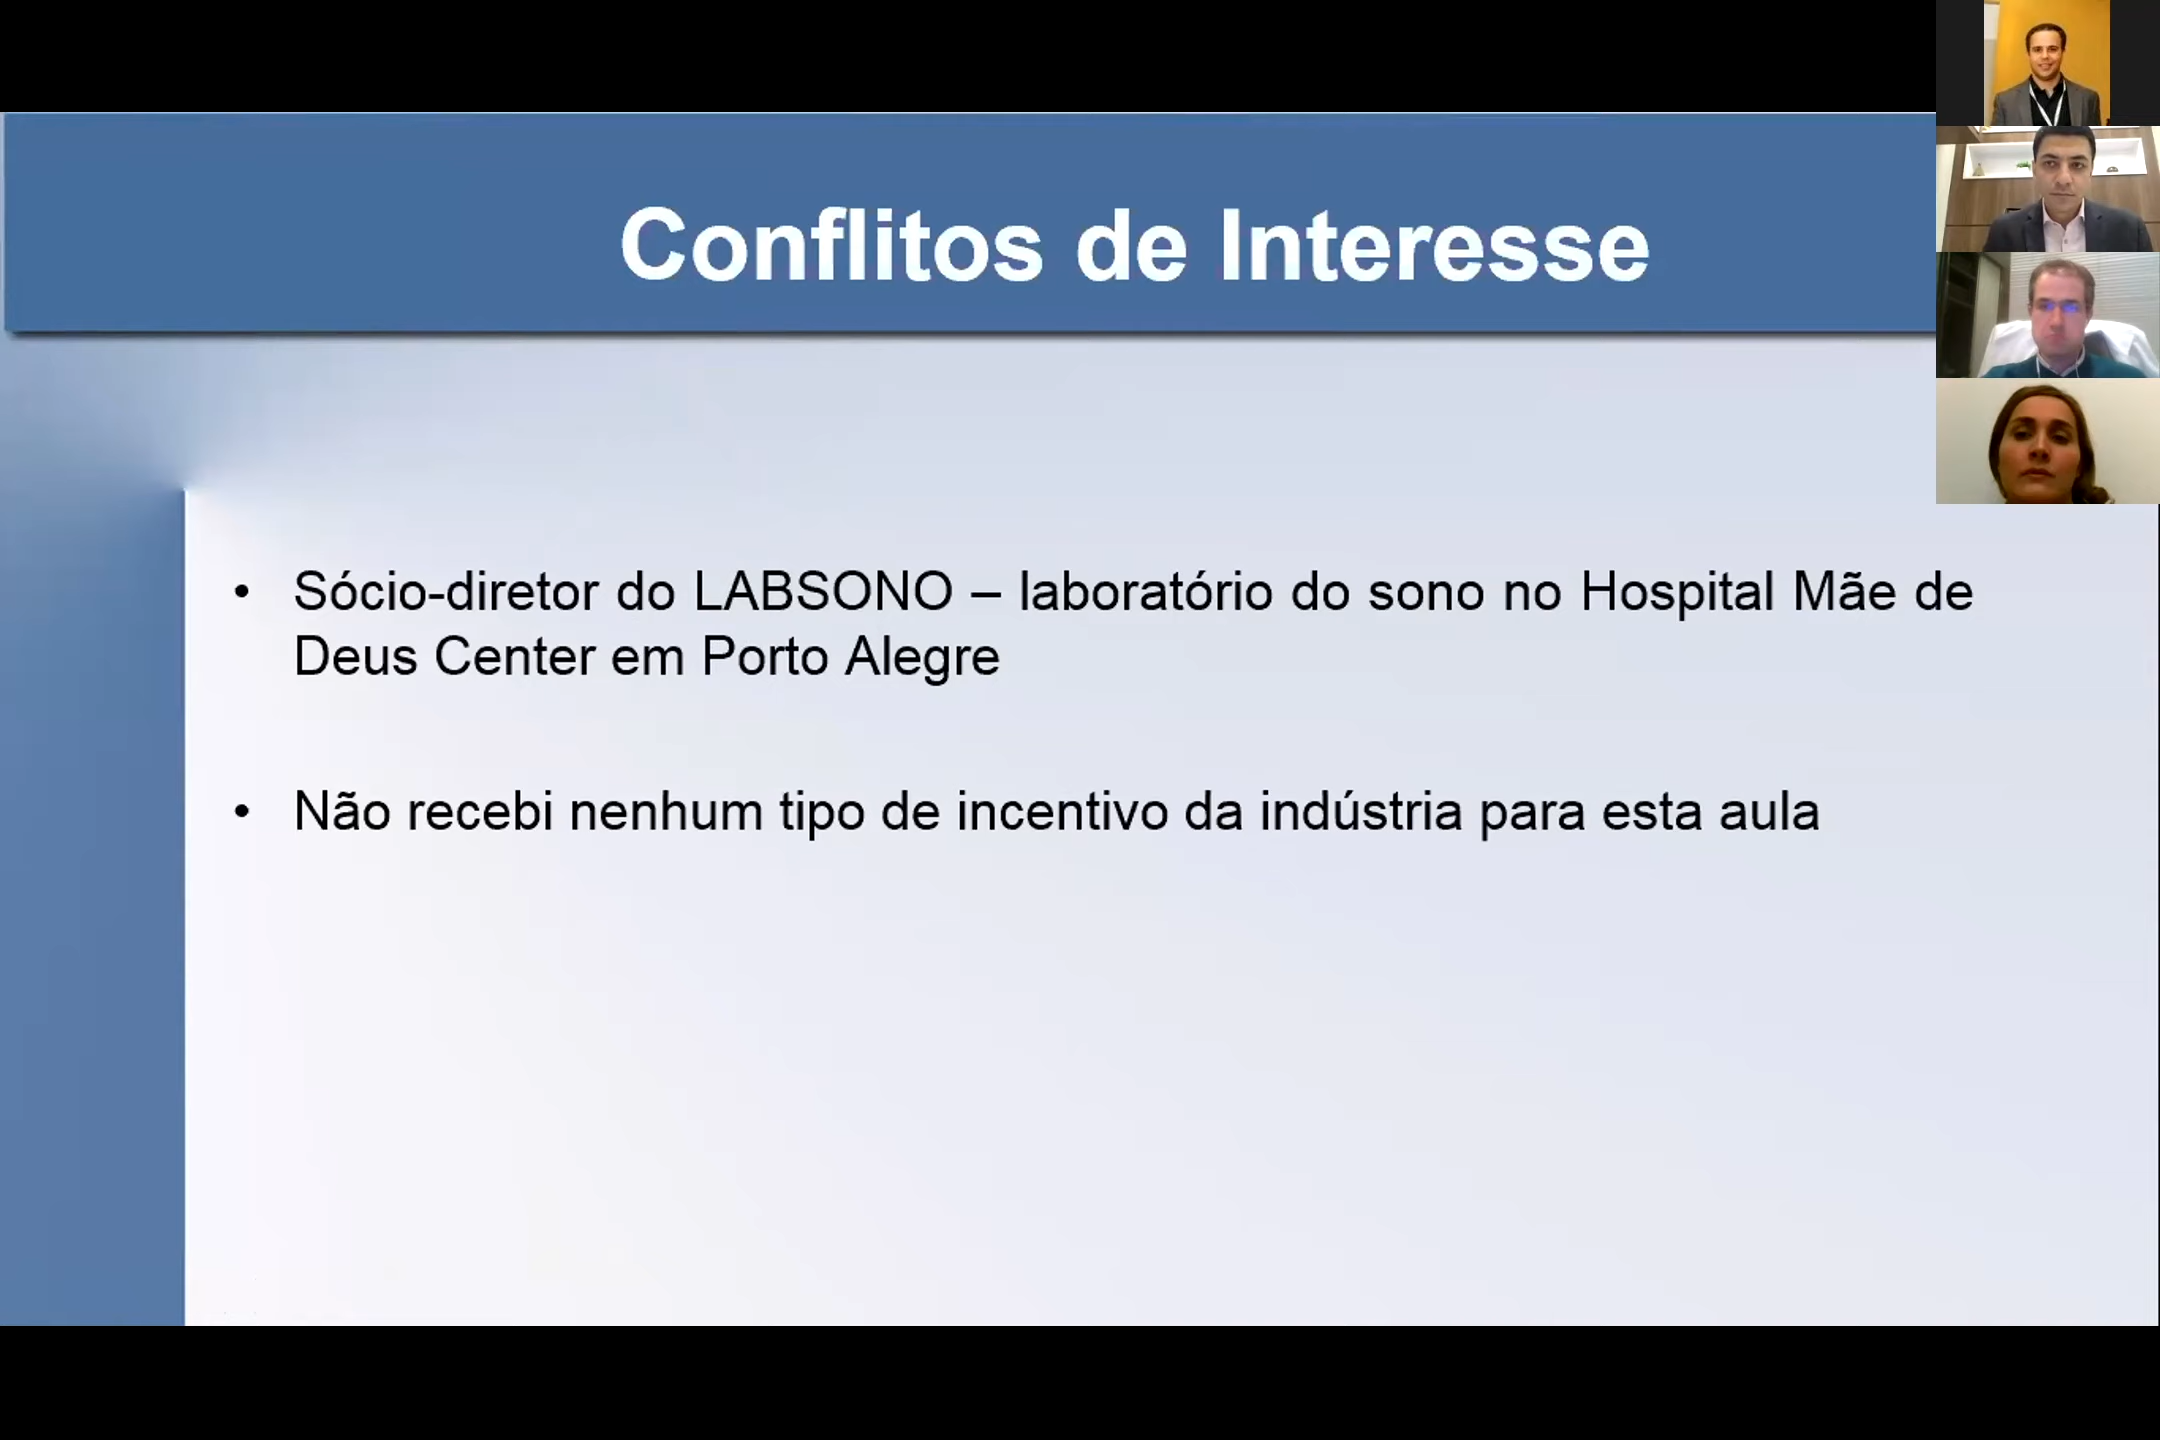 Conflitos de Interesse
• Sócio-diretor do LABSONO – laboratório do sono no Hospital Mãe de
Deus Center em Porto Alegre
• Não recebi nenhum tipo de incentivo da indústria para esta aula